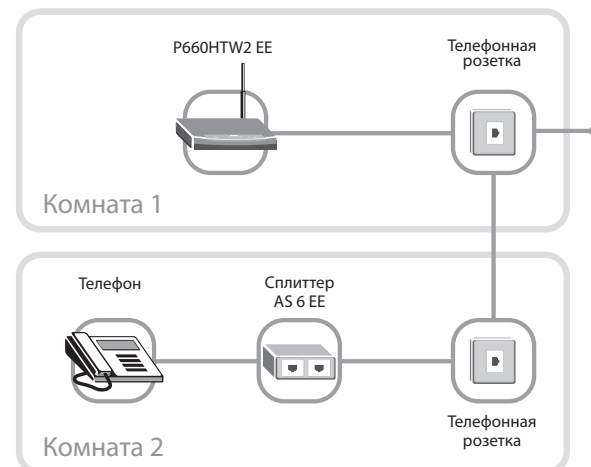 P660HTW2 EE
Телефонная
розетка
Комната 1
Телефон
Сплиттер
AS 6 EE
Телефонная
розетка
Комната 2